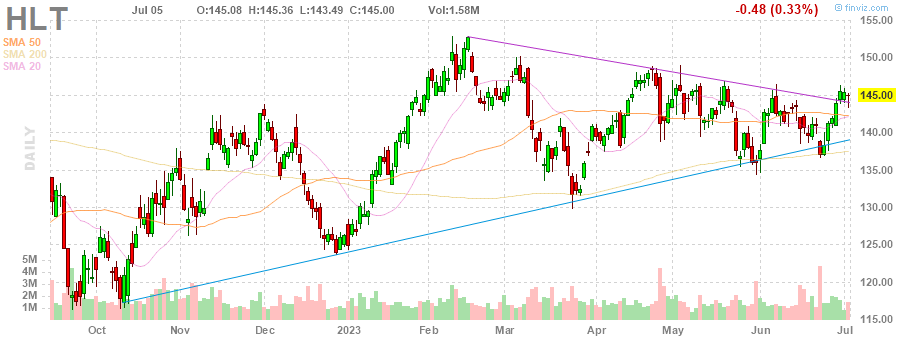 HLT Jul 05 O:145.08 H:145.36 L:143.49 C:145.00 Vol:1.58M -0.48 (0.33%) © finviz.com
SMA 50
SMA 200
SMA 20
DAILY
155.00
150.00
145.00
140.00
135.00
130.00
125.00
120.00
115.00
5M
4M
3M
2M
1M
Oct Nov Dec 2023 Feb Mar Apr May Jun Jul